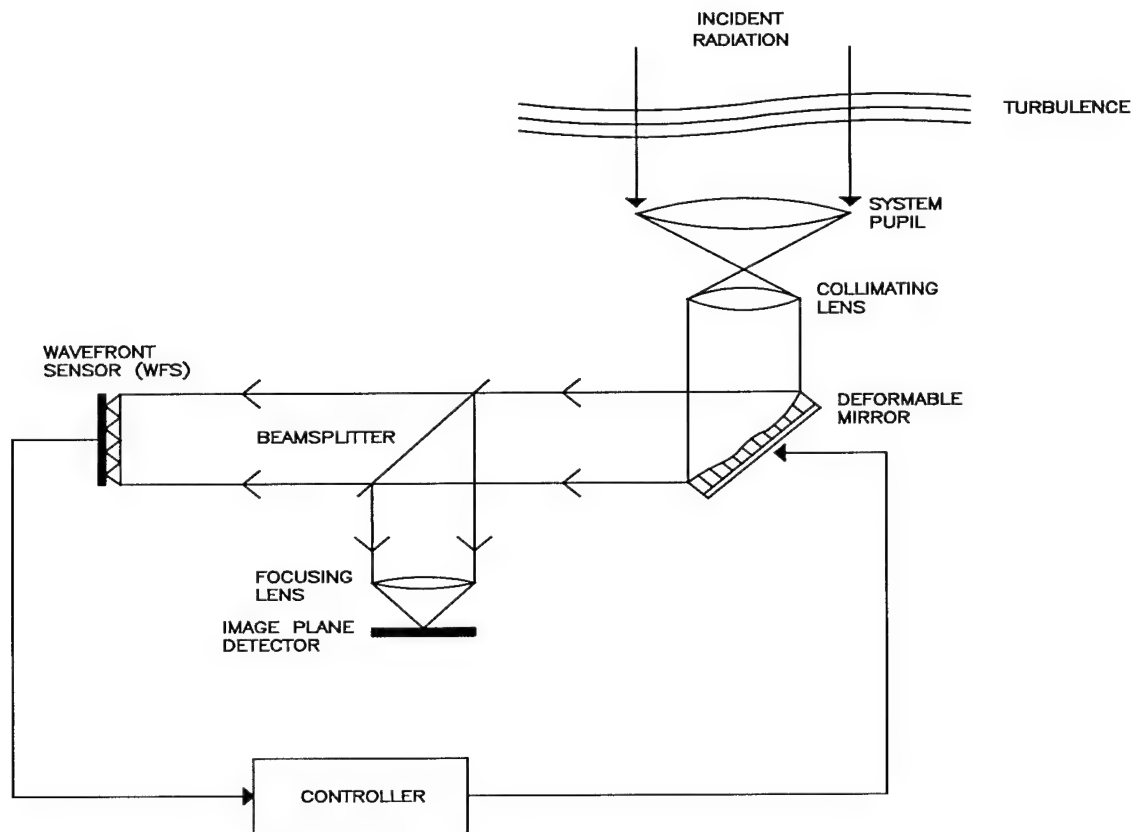 INCIDENT
RADIATION
TURBULENCE
SYSTEM
PUPIL
COLLIMATING
LENS
WAVEFRONT
SENSOR (WFS)
DEFORMABLE
MIRROR
BEAMSPLITTER
FOCUSING
LENS
IMAGE PLANE
DETECTOR
CONTROLLER